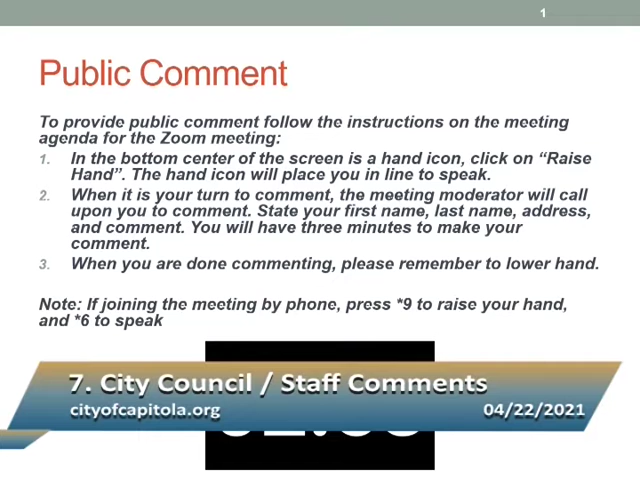 1
Public Comment
To provide public comment follow the instructions on the meeting
agenda for the Zoom meeting:
1. In the bottom center of the screen is a hand icon, click on “Raise
Hand”. The hand icon will place you in line to speak.
2. When it is your turn to comment, the meeting moderator will call
upon you to comment. State your first name, last name, address,
and comment. You will have three minutes to make your
comment.
3. When you are done commenting, please remember to lower hand.
Note: If joining the meeting by phone, press *9 to raise your hand,
and *6 to speak
7. City Council / Staff Comments
cityofcapitola.org 04/22/2021